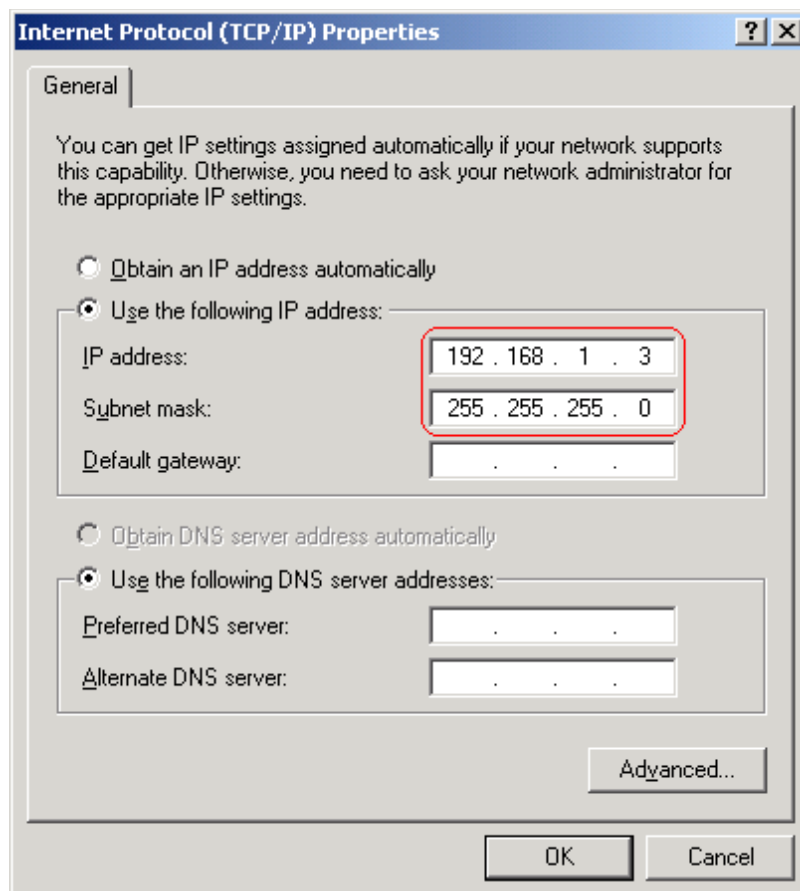 Internet Protocol (TCP/IP) Properties
General
You can get IP settings assigned automatically if your network supports
this capability. Otherwise, you need to ask your network administrator for
the appropriate IP settings.
Obtain an IP address automatically
Use the following IP address:
IP address: 192 . 168 . 1 . 3
Subnet mask: 255 . 255 . 255 . 0
Default gateway: . . .
Obtain DNS server address automatically
Use the following DNS server addresses:
Preferred DNS server: . . .
Alternate DNS server: . . .
Advanced...
OK Cancel